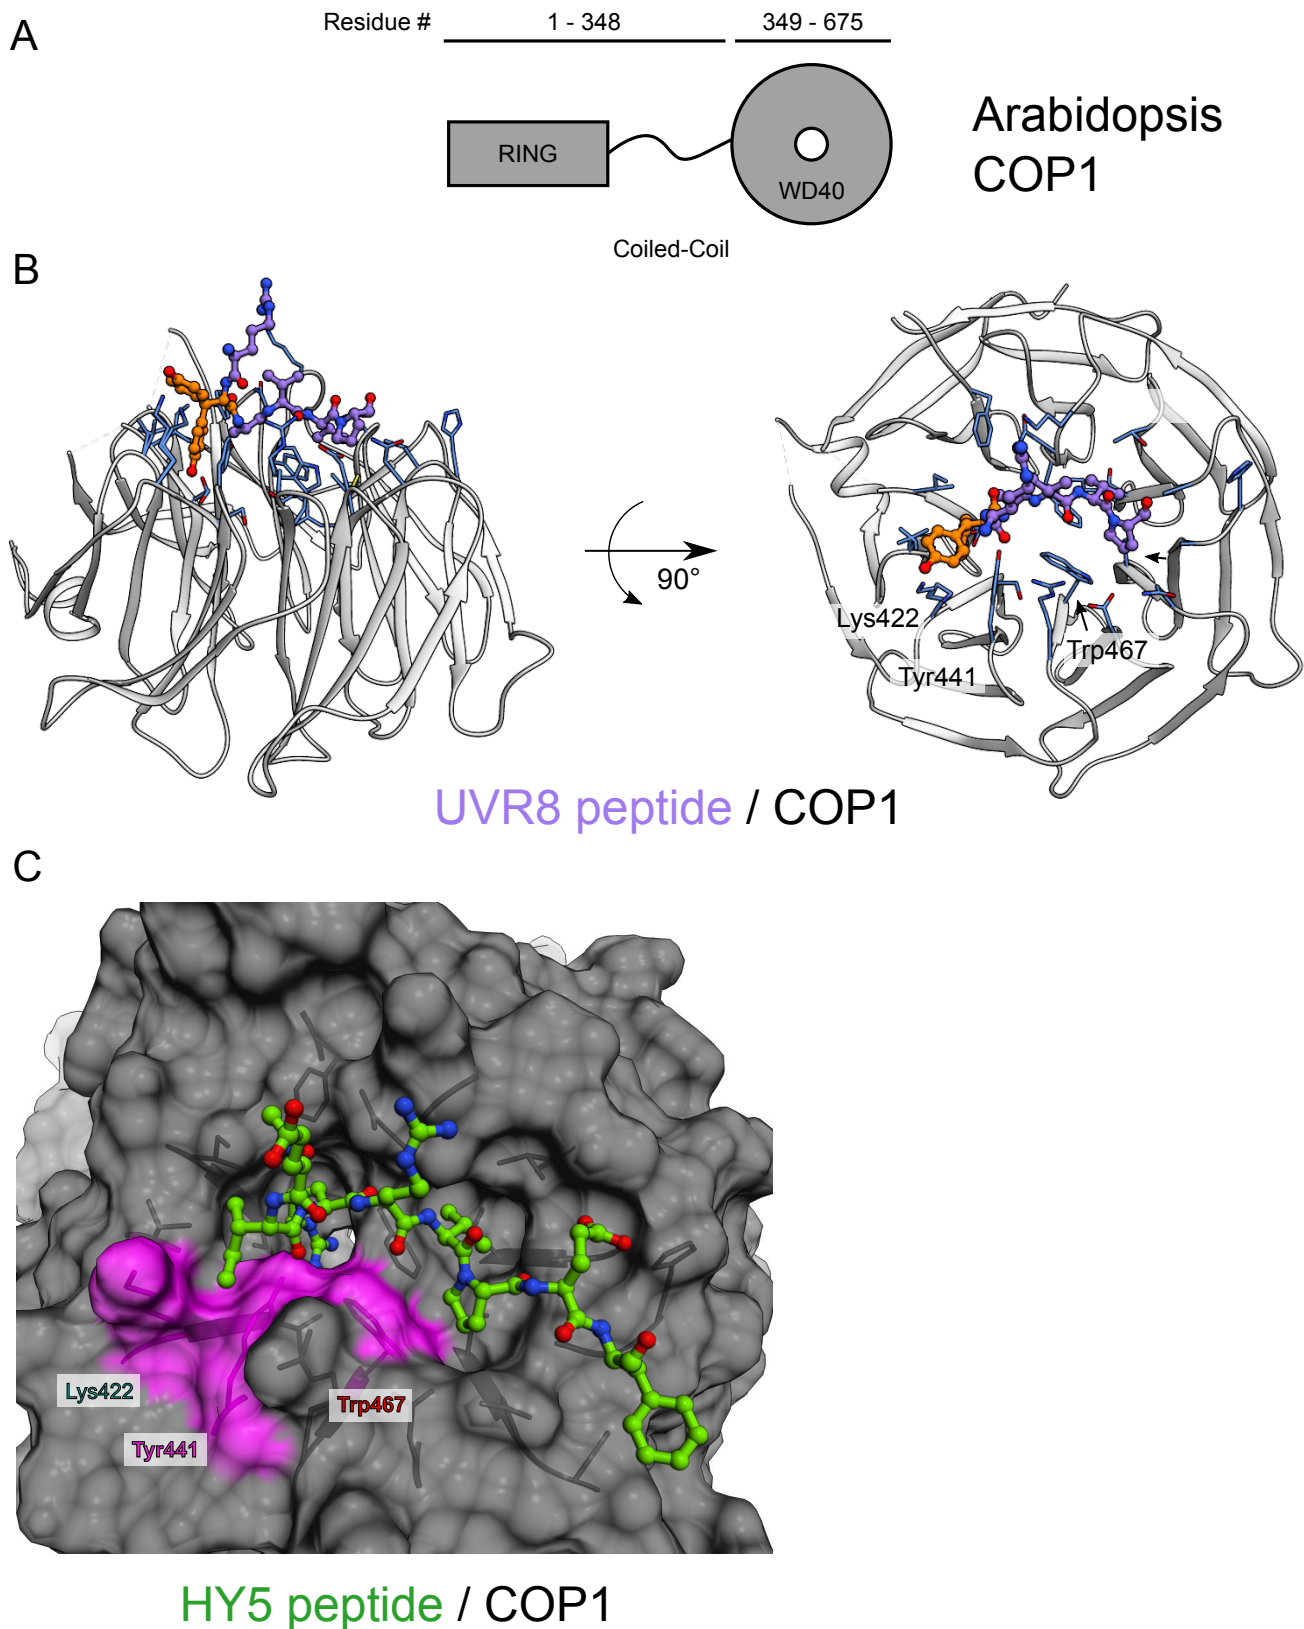 A
Residue #
1 - 348
349 - 675
RING
WD40
Coiled-Coil
Arabidopsis
COP1
B
90°
Lys422
Tyr441
Trp467
UVR8 peptide / COP1
C
Lys422
Tyr441
Trp467
HY5 peptide / COP1